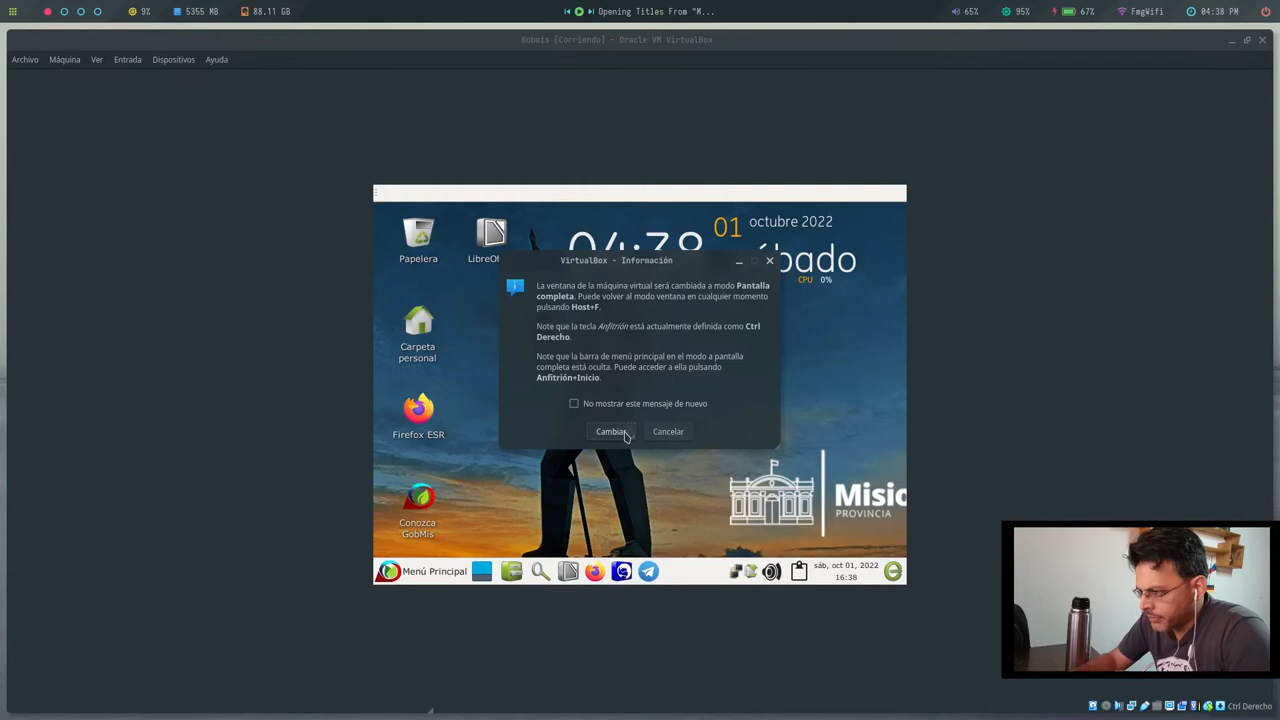 9%
5355 MB
88.11 GB
Opening Titles From "M...
65%
95%
67%
FmgWifi
04:38 PM
Gobmis [Corriendo] - Oracle VM VirtualBox
Archivo Máquina Ver Entrada Dispositivos Ayuda
Papelera
04:38
01 octubre 2022
CPU 0%
VirtualBox - Información
La ventana de la máquina virtual será cambiada a modo Pantalla
completa. Puede volver al modo ventana en cualquier momento
pulsando Host+F.
Note que la tecla Anfitrión está actualmente definida como Ctrl
Derecho.
Note que la barra de menú principal en el modo a pantalla
completa está oculta. Puede acceder a ella pulsando
Anfitrión+Inicio.
No mostrar este mensaje de nuevo
Cambiar
Cancelar
Carpeta
personal
Firefox ESR
Conozca
GobMis
Misio
PROVINCIA
Menú Principal
sáb, oct 01, 2022
16:38
Ctrl Derecho